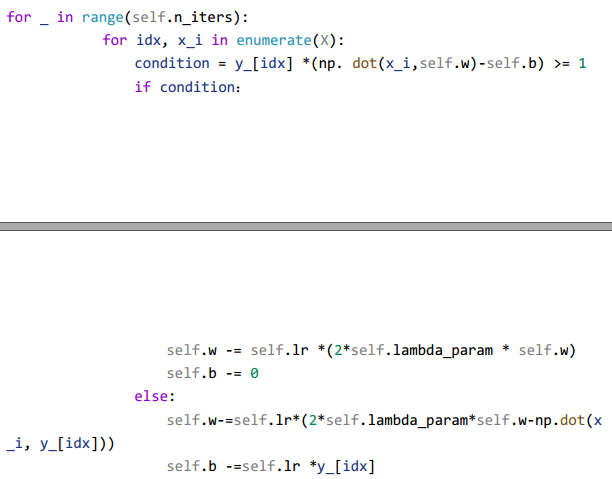 for _ in range(self.n_iters):
for idx, x_i in enumerate(X):
condition = y_[idx] *(np. dot(x_i,self.w)-self.b) >= 1
if condition:
self.w -= self.lr *(2*self.lambda_param * self.w)
self.b -= 0
else:
self.w-=self.lr*(2*self.lambda_param*self.w-np.dot(x
_i, y_[idx]))
self.b -=self.lr *y_[idx]